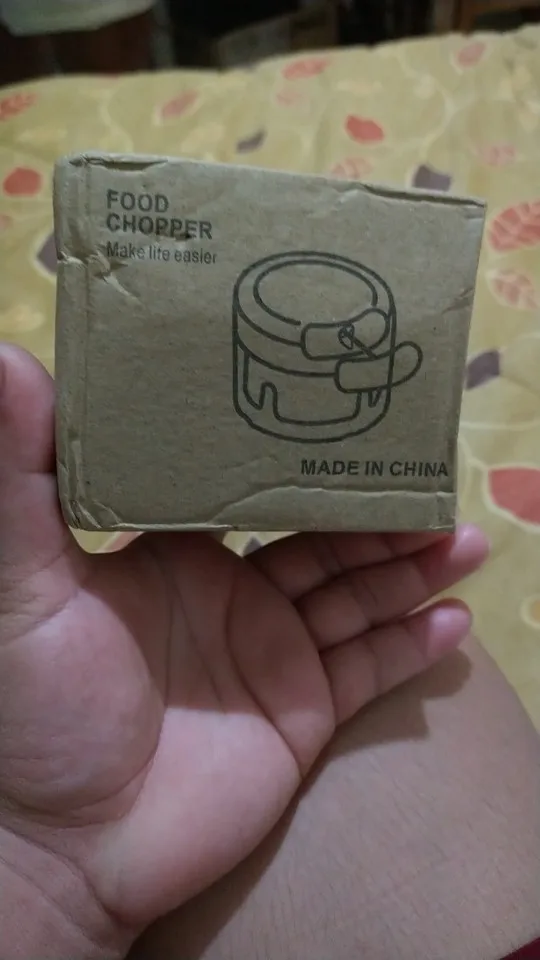 FOOD
CHOPPER
Make life easier
MADE IN CHINA